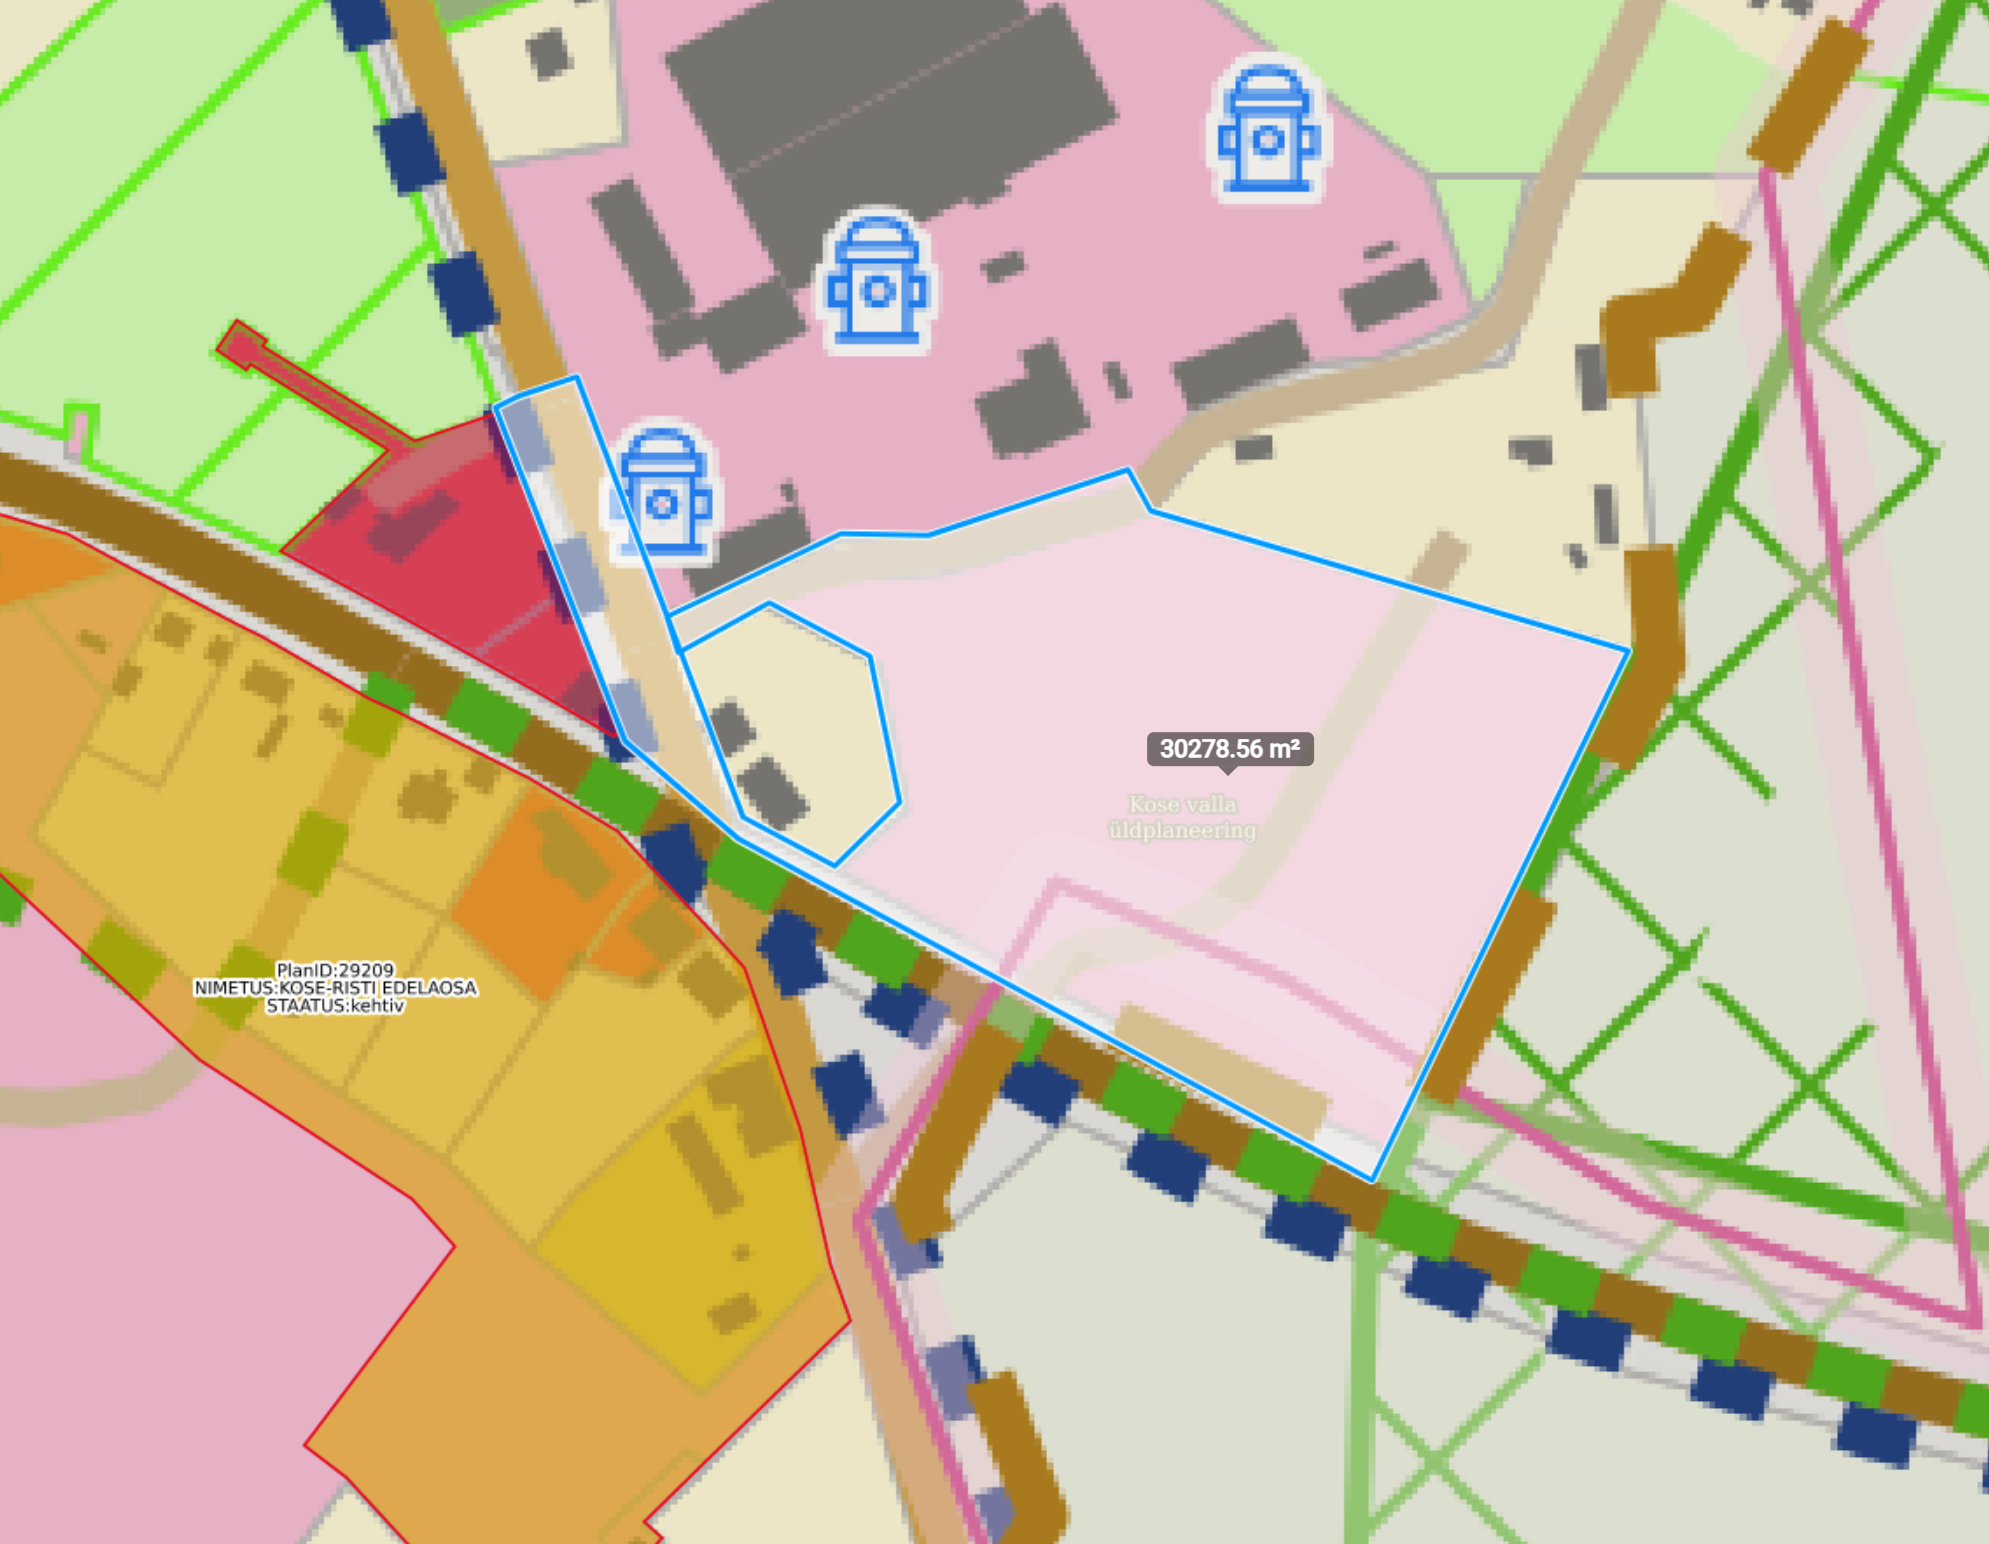 30278.56 m²
Kose valla
üldplaneering
PlanID:29209
NIMETUS:KOSE-RISTI EDELAOSA
STAATUS:kehtiv